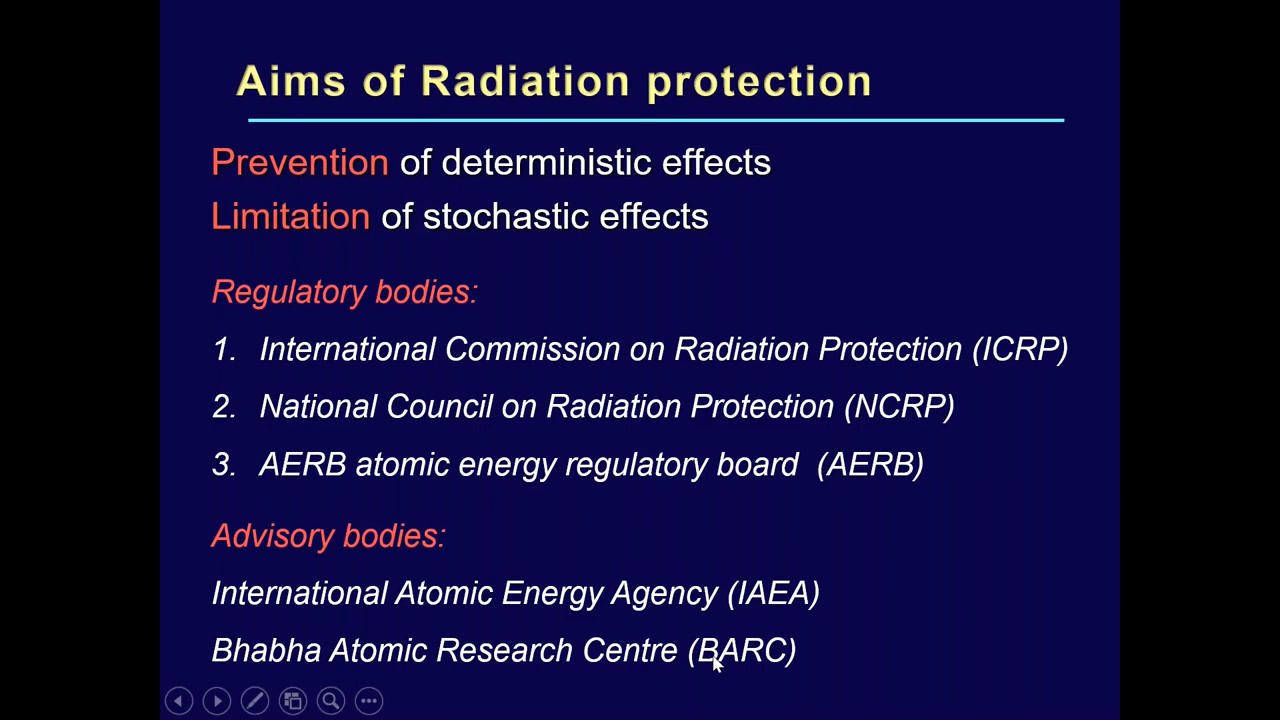 Aims of Radiation protection
Prevention of deterministic effects
Limitation of stochastic effects
Regulatory bodies:
1. International Commission on Radiation Protection (ICRP)
2. National Council on Radiation Protection (NCRP)
3. AERB atomic energy regulatory board (AERB)
Advisory bodies:
International Atomic Energy Agency (IAEA)
Bhabha Atomic Research Centre (BARC)